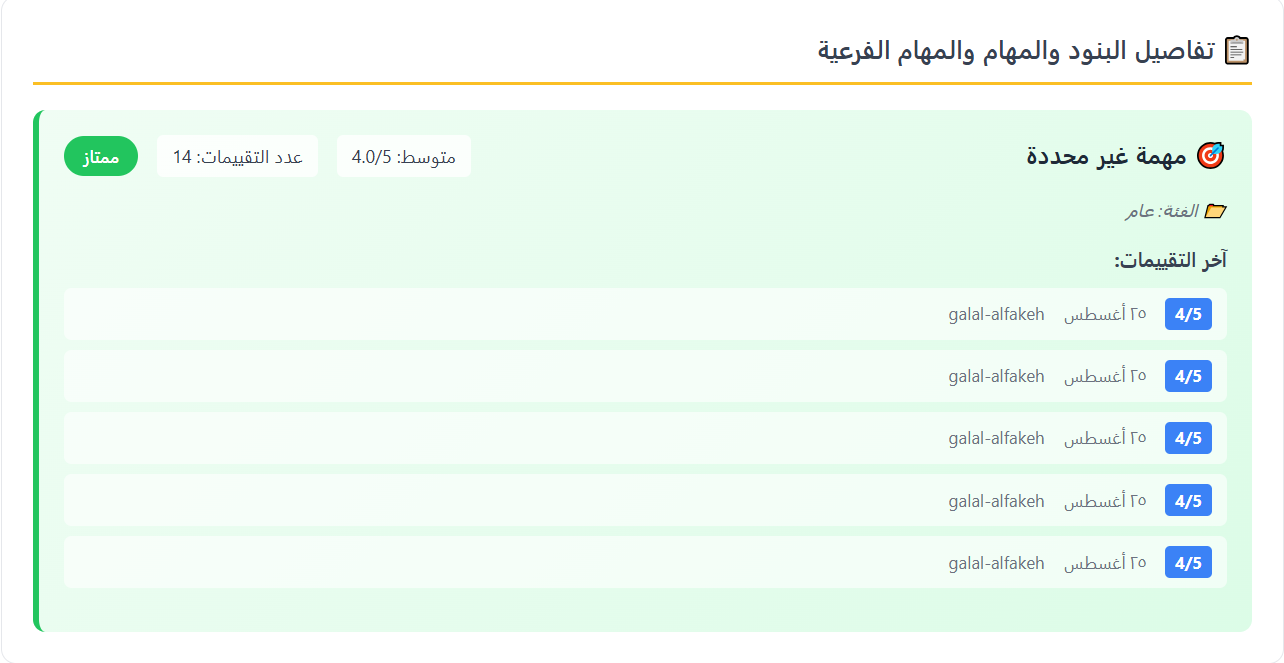 📋 تفاصيل البنود والمهام والمهام الفرعية
🎯 مهمة غير محددة
متوسط: 4.0/5
عدد التقييمات: 14
ممتاز
📂 الفئة: عام
آخر التقييمات:
4/5 ٢٥ أغسطس galal-alfakeh
4/5 ٢٥ أغسطس galal-alfakeh
4/5 ٢٥ أغسطس galal-alfakeh
4/5 ٢٥ أغسطس galal-alfakeh
4/5 ٢٥ أغسطس galal-alfakeh